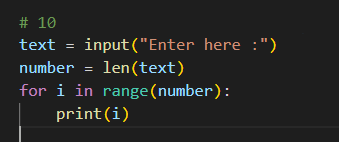 # 10
text = input("Enter here :")
number = len(text)
for i in range(number):
    print(i)